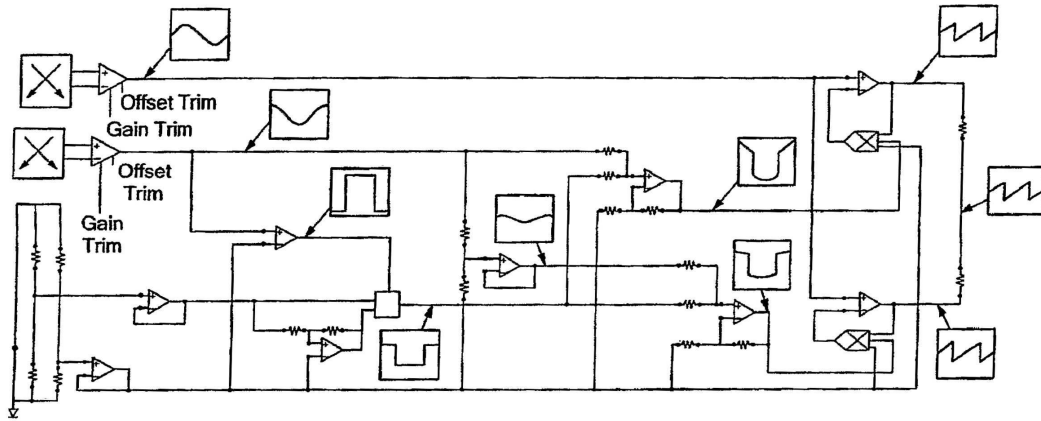 Offset Trim
Gain Trim
Offset
Trim
Gain
Trim